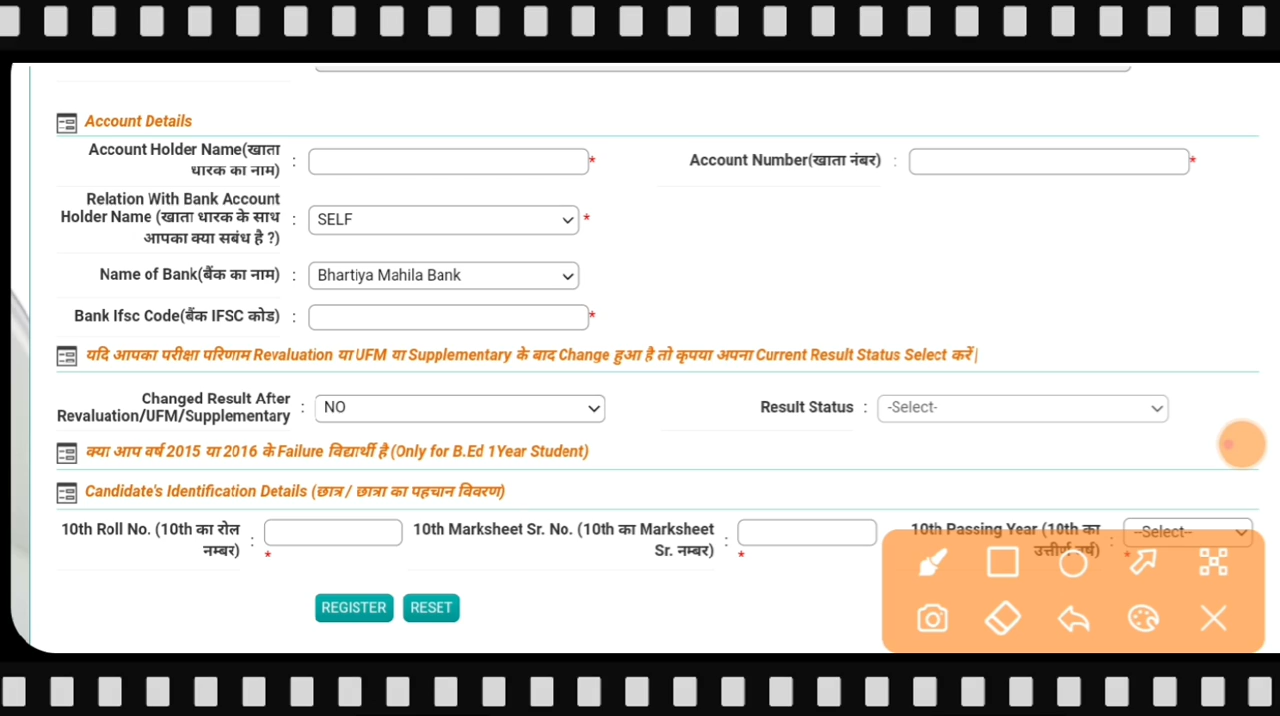 Account Details
Account Holder Name(खाता
धारक का नाम) : *
Account Number(खाता नंबर) : *
Relation With Bank Account
Holder Name (खाता धारक के साथ
आपका क्या सबंध है ?) : SELF *
Name of Bank(बैंक का नाम) : Bhartiya Mahila Bank
Bank Ifsc Code(बैंक IFSC कोड) : *
यदि आपका परीक्षा परिणाम Revaluation या UFM या Supplementary के बाद Change हुआ है तो कृपया अपना Current Result Status Select करें|
Changed Result After
Revaluation/UFM/Supplementary : NO
Result Status : -Select-
क्या आप वर्ष 2015 या 2016 के Failure विद्यार्थी है (Only for B.Ed 1Year Student)
Candidate's Identification Details (छात्र / छात्रा का पहचान विवरण)
10th Roll No. (10th का रोल
नम्बर) : *
10th Marksheet Sr. No. (10th का Marksheet
Sr. नम्बर) : *
10th Passing Year (10th का
उत्तीर्ण वर्ष) : --Select-- *
REGISTER RESET